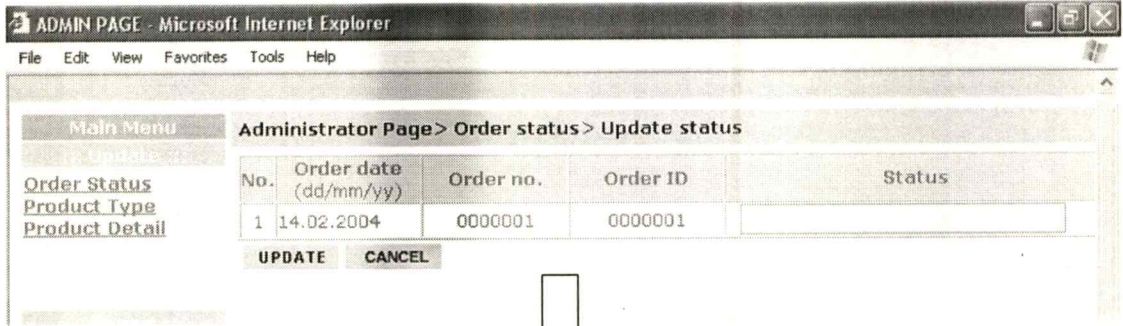 ADMIN PAGE - Microsoft Internet Explorer
File Edit View Favorites Tools Help
Main Menu
Update
Order Status
Product Type
Product Detail
Administrator Page> Order status> Update status
No. Order date (dd/mm/yy) Order no. Order ID Status
1 14.02.2004 0000001 0000001
UPDATE CANCEL